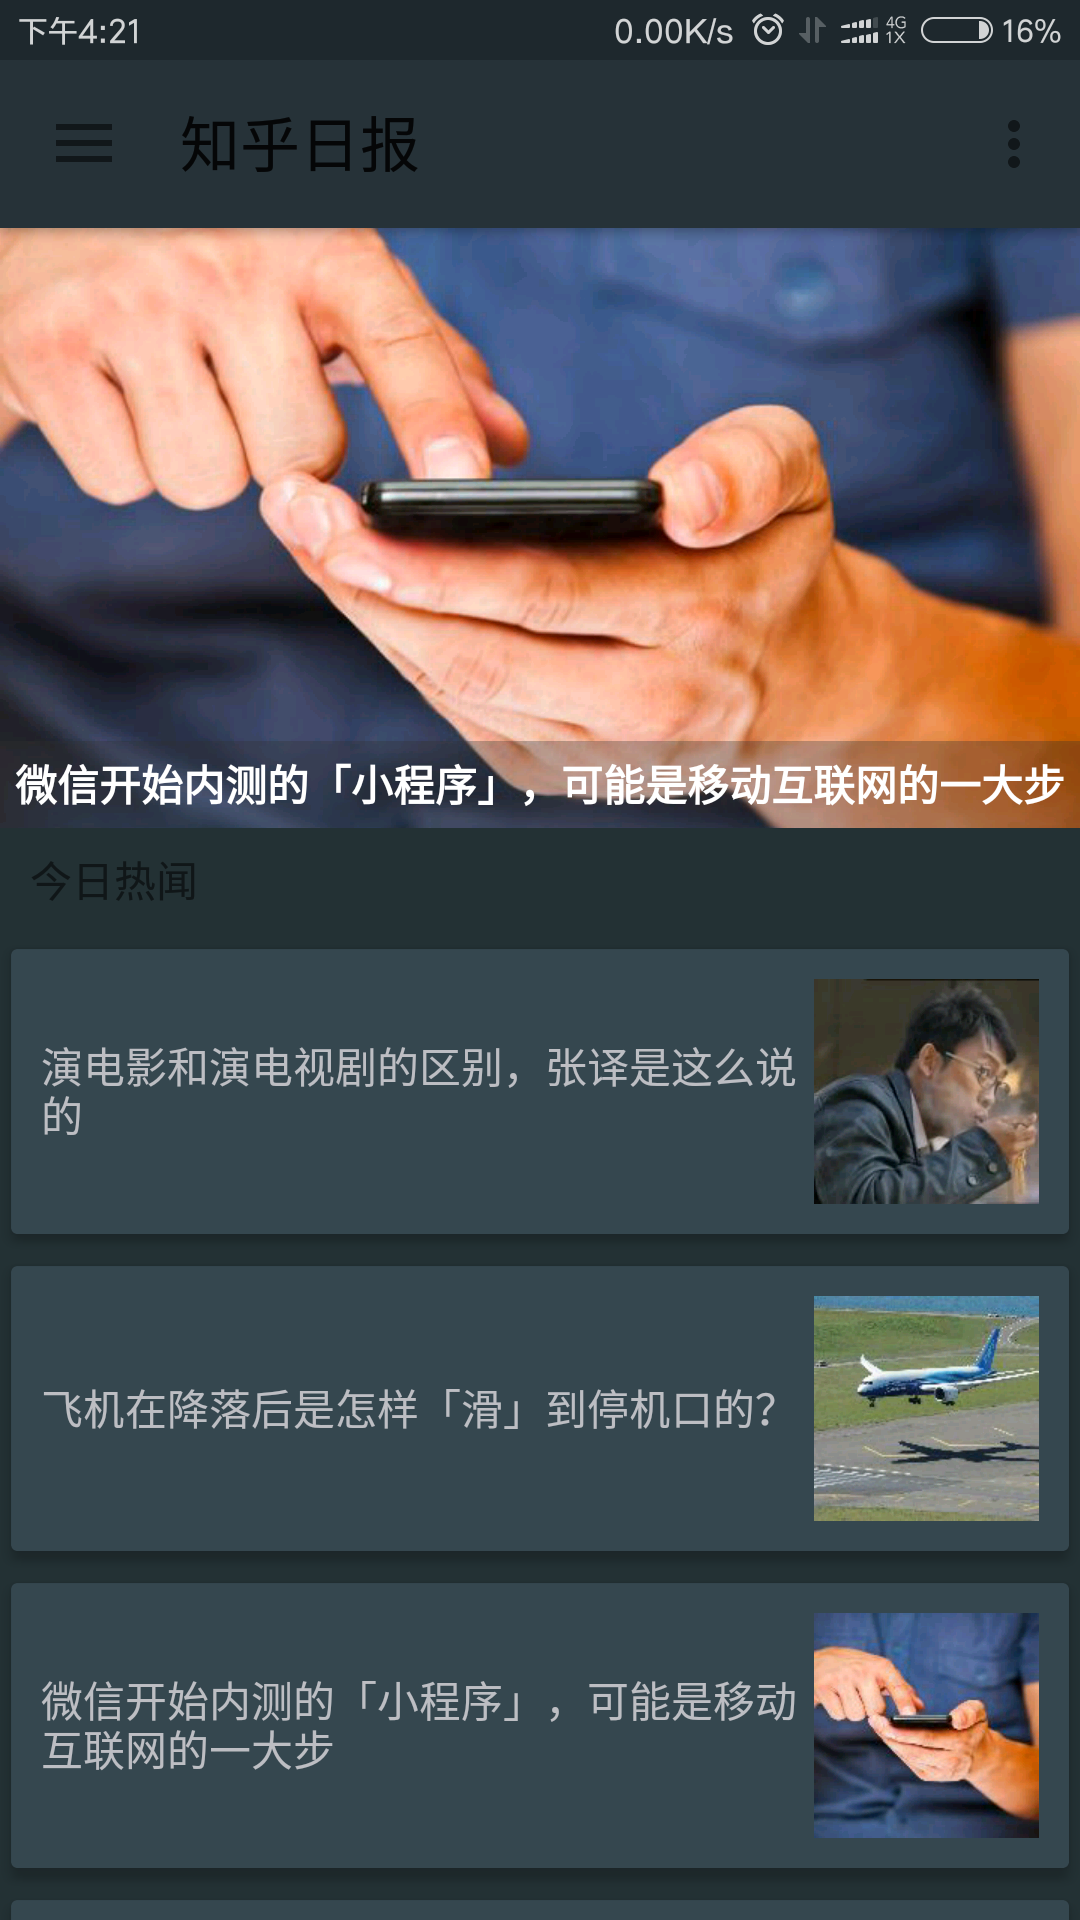 下午4:21
0.00K/s 4G 1X 16%
知乎日报
微信开始内测的「小程序」，可能是移动互联网的一大步
今日热闻
演电影和演电视剧的区别，张译是这么说
的
飞机在降落后是怎样「滑」到停机口的？
微信开始内测的「小程序」，可能是移动
互联网的一大步